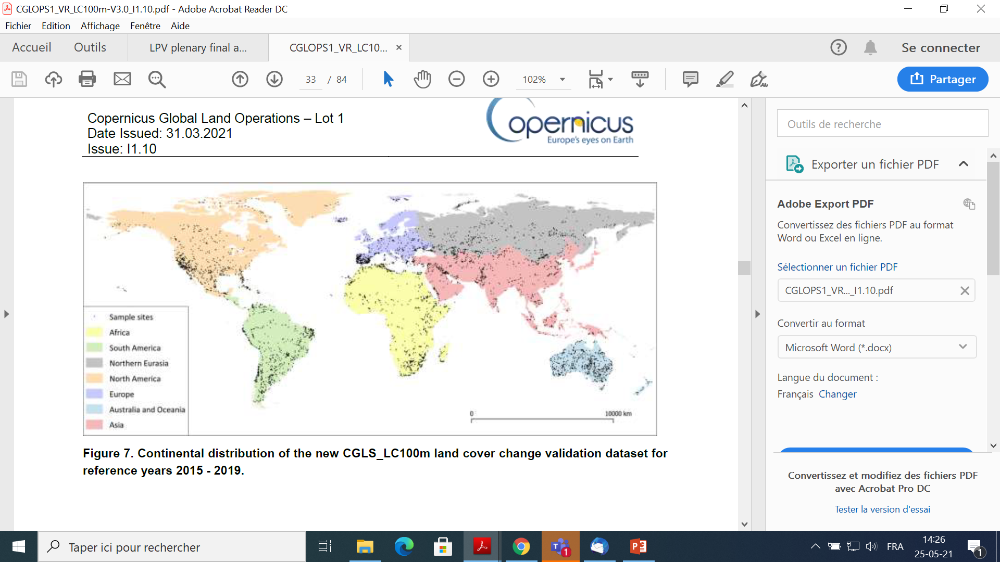 CGLOPS1_VR_LC100m-V3.0_I1.10.pdf - Adobe Acrobat Reader DC
Fichier Edition Affichage Fenêtre Aide
Accueil Outils LPV plenary final a... CGLOPS1_VR_LC10... Se connecter
33 / 84 102% Partager
Copernicus Global Land Operations – Lot 1
Date Issued: 31.03.2021
Issue: I1.10
opernicus
Europe's eyes on Earth
Sample sites
Africa
South America
Northern Eurasia
North America
Europe
Australia and Oceania
Asia
0 10000 km
Figure 7. Continental distribution of the new CGLS_LC100m land cover change validation dataset for
reference years 2015 - 2019.
Outils de recherche
Exporter un fichier PDF
Adobe Export PDF
Convertissez des fichiers PDF au format
Word ou Excel en ligne.
Sélectionner un fichier PDF
CGLOPS1_VR..._I1.10.pdf
Convertir au format
Microsoft Word (*.docx)
Langue du document :
Français Changer
Convertissez et modifiez des fichiers PDF
avec Acrobat Pro DC
Tester la version d'essai
Taper ici pour rechercher
1
FRA
14:26
25-05-21
1